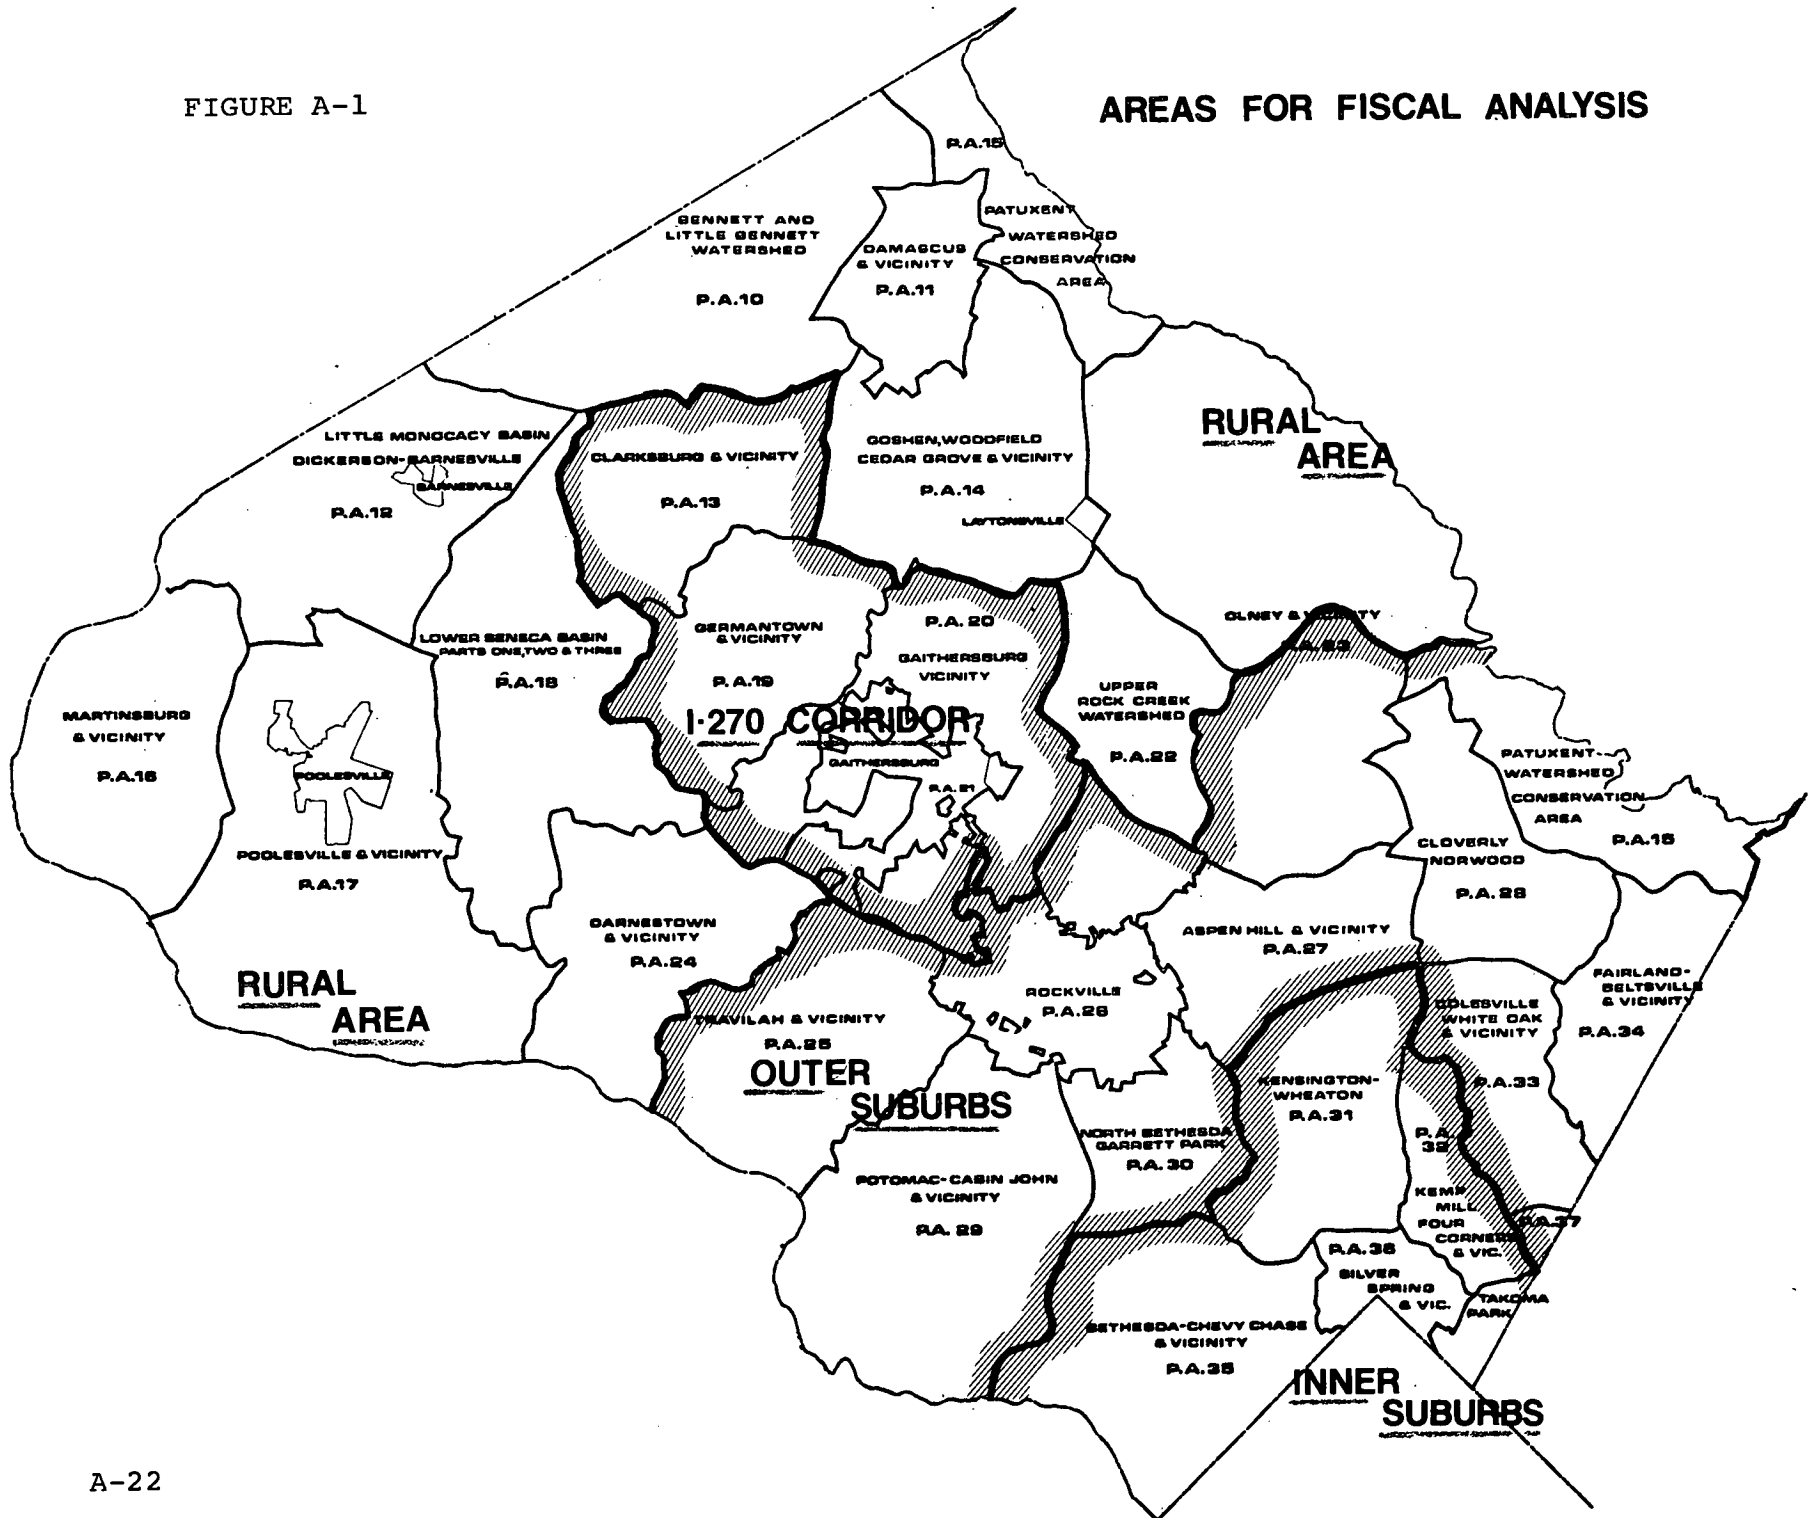 FIGURE A-1
AREAS FOR FISCAL ANALYSIS
P.A.15
PATUXENT
WATERSHED
CONSERVATION
AREA
BENNETT AND
LITTLE BENNETT
WATERSHED
P.A.10
DAMASCUS
& VICINITY
P.A.11
RURAL
AREA
LITTLE MONOCACY BASIN
DICKERSON-BARNESVILLE
BARNESVILLE
P.A.12
CLARKSBURG & VICINITY
P.A.13
GOSHEN, WOODFIELD
CEDAR GROVE & VICINITY
P.A.14
LAYTONSVILLE
OLNEY & VICINITY
P.A.23
LOWER SENECA BASIN
PARTS ONE, TWO & THREE
P.A.18
GERMANTOWN
& VICINITY
P.A.19
P.A. 20
GAITHERSBURG
VICINITY
I-270 CORRIDOR
GAITHERSBURG
P.A.21
UPPER
ROCK CREEK
WATERSHED
P.A.22
MARTINSBURG
& VICINITY
P.A.16
POOLESVILLE
POOLESVILLE & VICINITY
P.A.17
PATUXENT
WATERSHED
CONSERVATION
AREA
P.A.15
CLOVERLY
NORWOOD
P.A. 28
DARNESTOWN
& VICINITY
P.A.24
ASPEN HILL & VICINITY
P.A.27
RURAL
AREA
ROCKVILLE
P.A.26
FAIRLAND-
BELTSVILLE
& VICINITY
P.A.34
COLESVILLE
WHITE OAK
& VICINITY
P.A.33
TRAVILAH & VICINITY
P.A.25
OUTER
SUBURBS
KENSINGTON-
WHEATON
P.A.31
P.A.
32
KEMP
MILL
FOUR
CORNERS
& VIC.
NORTH BETHESDA
GARRETT PARK
P.A. 30
POTOMAC-CABIN JOHN
& VICINITY
P.A. 29
P.A.37
P.A.36
SILVER
SPRING
& VIC.
TAKOMA
PARK
BETHESDA-CHEVY CHASE
& VICINITY
P.A.35
INNER
SUBURBS
A-22